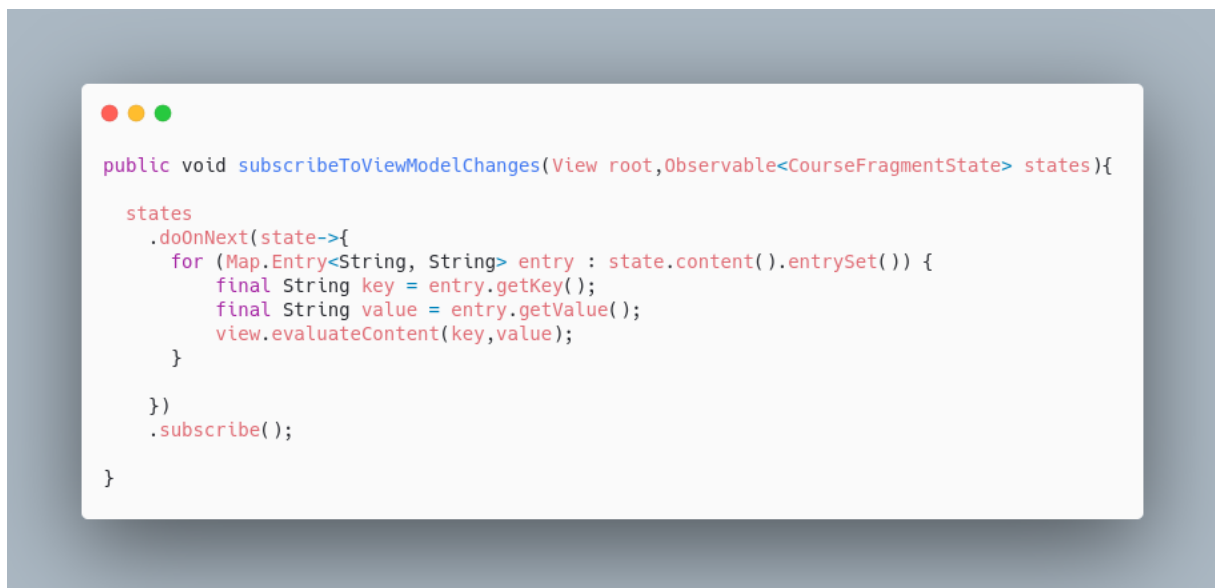 public void subscribeToViewModelChanges(View root,Observable<CourseFragmentState> states){
states
.doOnNext(state->{
for (Map.Entry<String, String> entry : state.content().entrySet()) {
final String key = entry.getKey();
final String value = entry.getValue();
view.evaluateContent(key,value);
}
})
.subscribe();
}